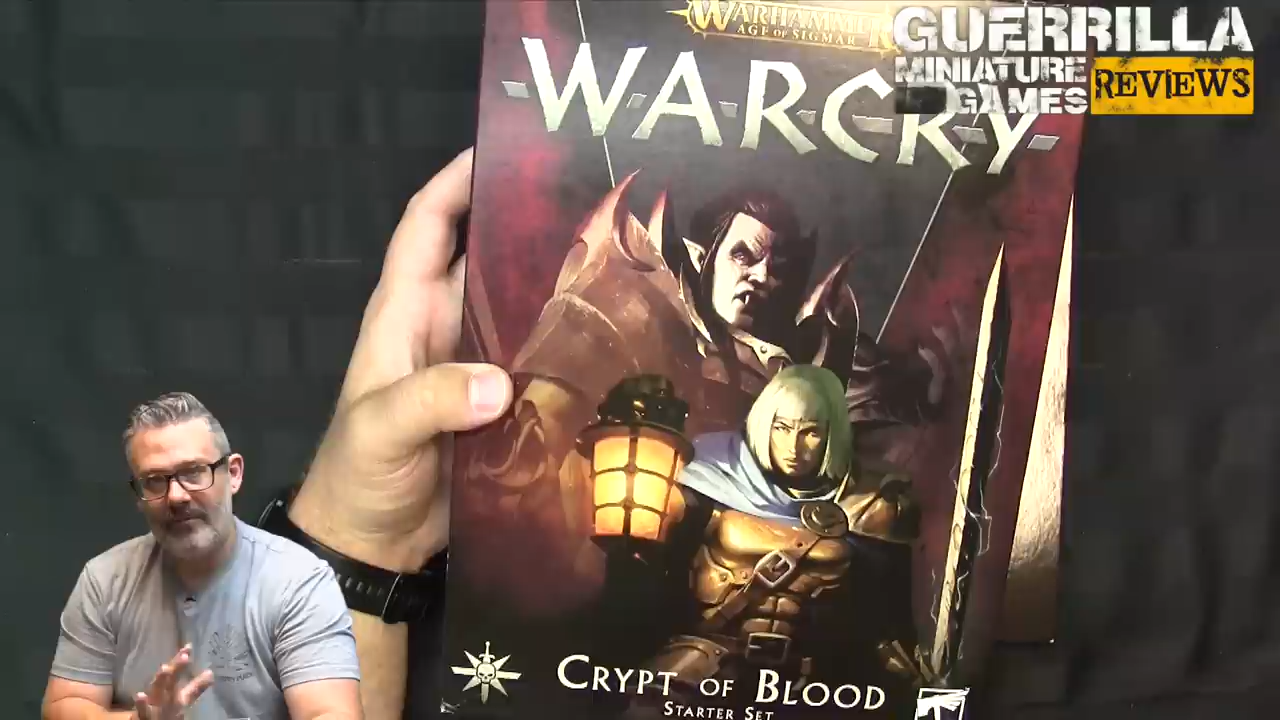 WARHAMMER
AGE OF SIGMAR
WARCRY
GUERRILLA
MINIATURE
GAMES
REVIEWS
CRYPT OF BLOOD
STARTER SET